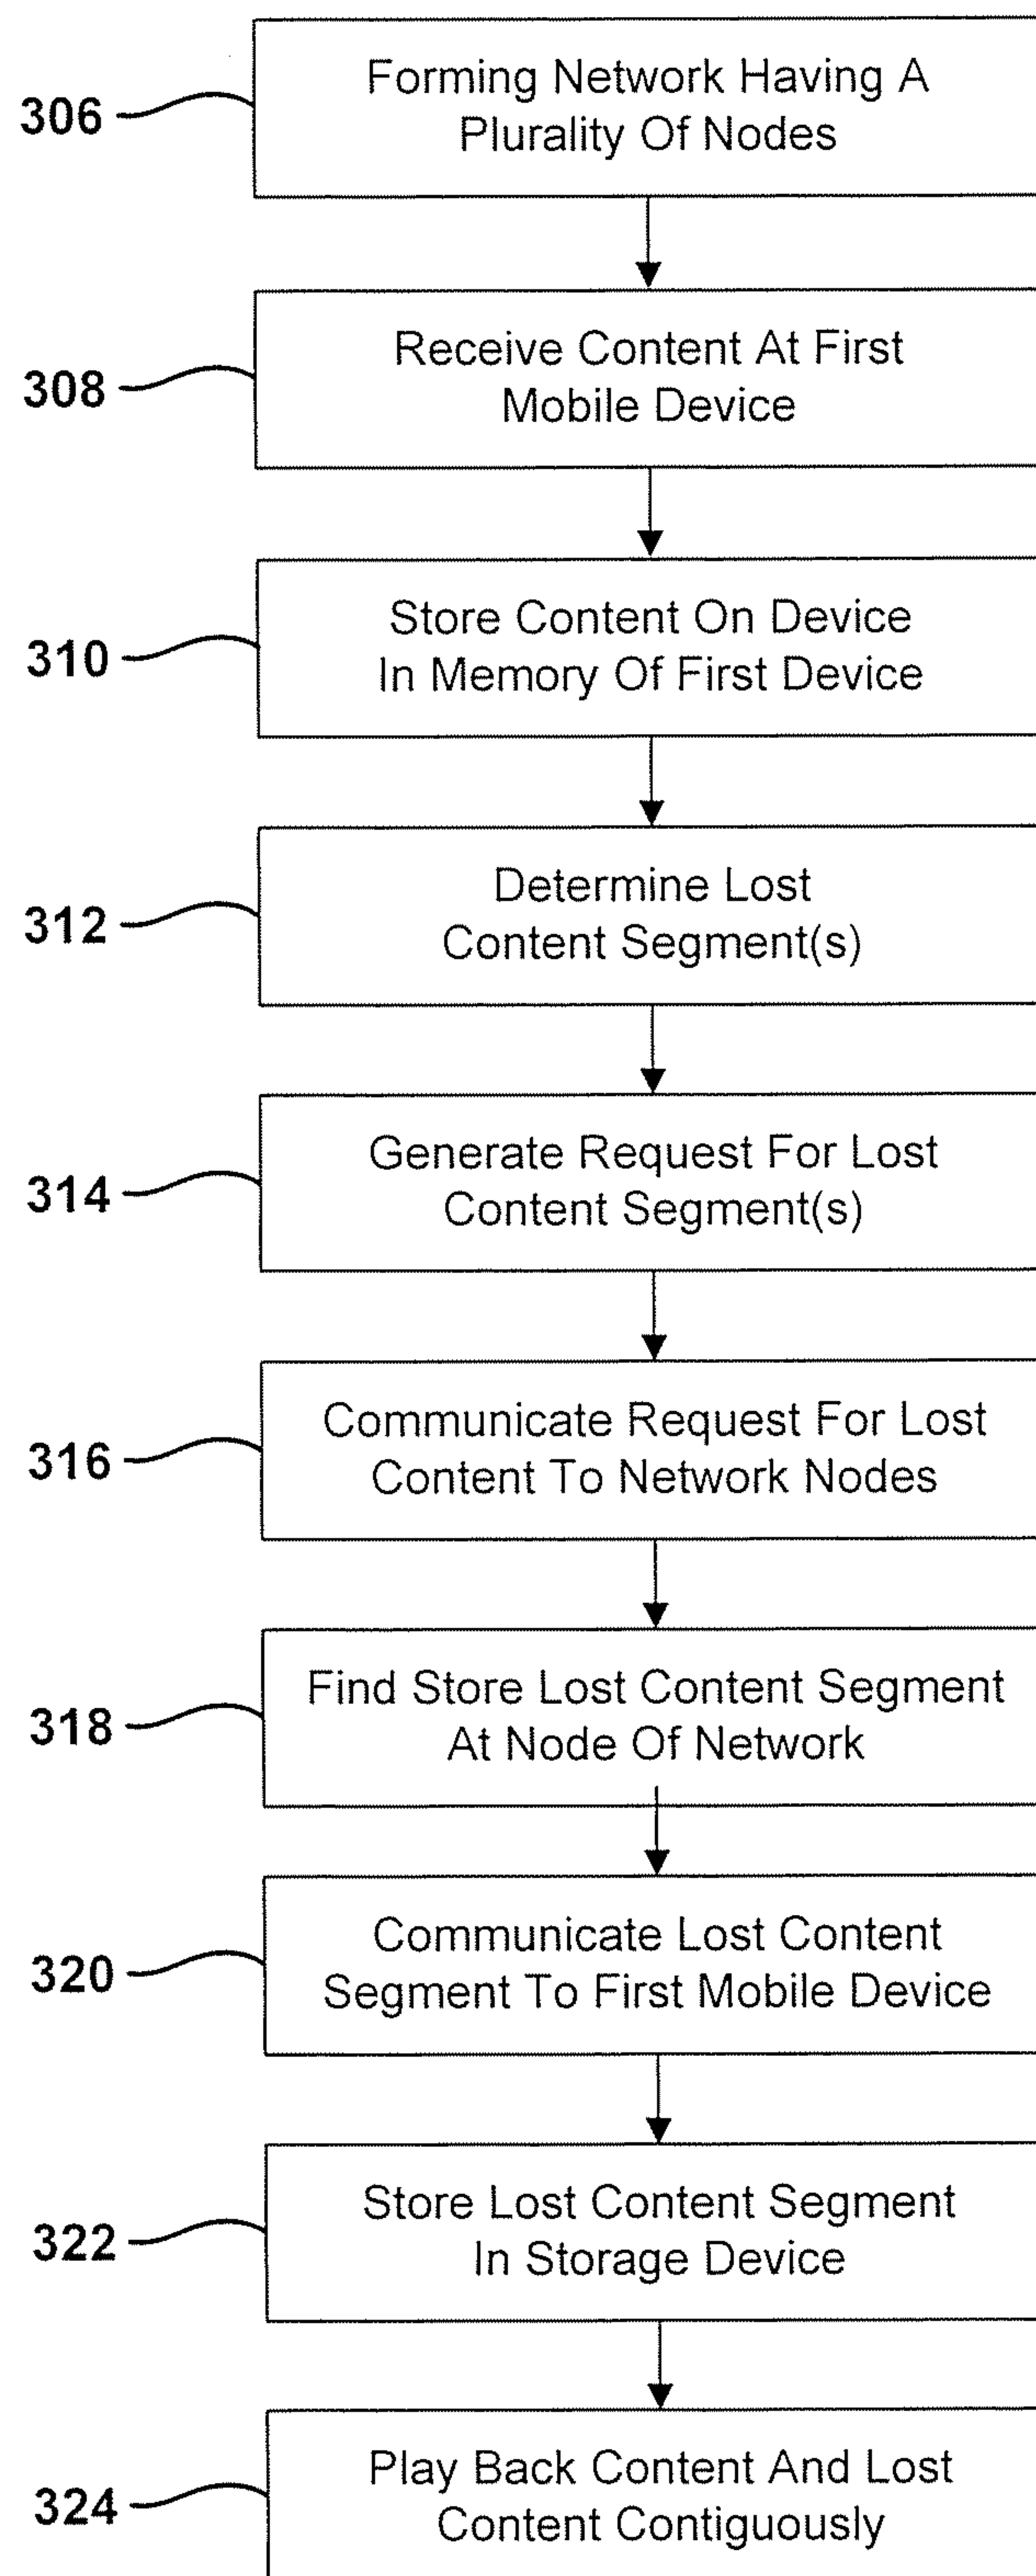 306
Forming Network Having A
Plurality Of Nodes
308
Receive Content At First
Mobile Device
310
Store Content On Device
In Memory Of First Device
312
Determine Lost
Content Segment(s)
314
Generate Request For Lost
Content Segment(s)
316
Communicate Request For Lost
Content To Network Nodes
318
Find Store Lost Content Segment
At Node Of Network
320
Communicate Lost Content
Segment To First Mobile Device
322
Store Lost Content Segment
In Storage Device
324
Play Back Content And Lost
Content Contiguously